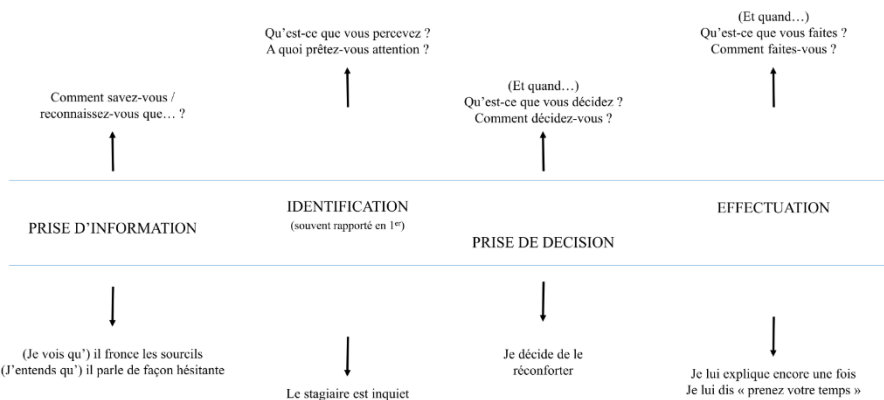 (Et quand…)
Qu'est-ce que vous faites ?
Comment faites-vous ?
Qu'est-ce que vous percevez ?
A quoi prêtez-vous attention ?
(Et quand…)
Qu'est-ce que vous décidez ?
Comment décidez-vous ?
Comment savez-vous /
reconnaissez-vous que… ?
PRISE D'INFORMATION
IDENTIFICATION
(souvent rapporté en 1er)
PRISE DE DECISION
EFFECTUATION
(Je vois qu') il fronce les sourcils
(J'entends qu') il parle de façon hésitante
Le stagiaire est inquiet
Je décide de le
réconforter
Je lui explique encore une fois
Je lui dis « prenez votre temps »